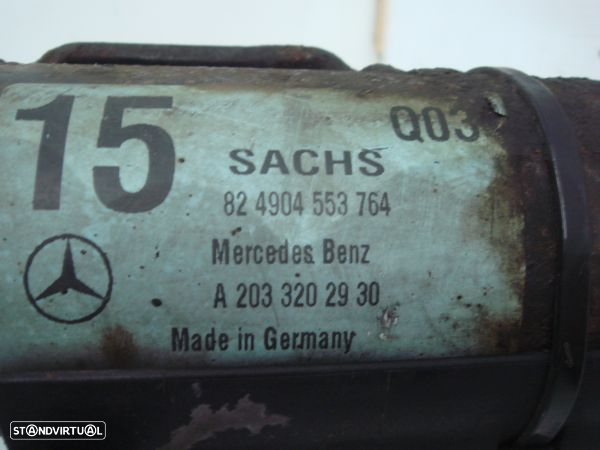 15
Q03
SACHS
82 4904 553 764
Mercedes Benz
A 203 320 29 30
Made in Germany
STANDVIRTUAL